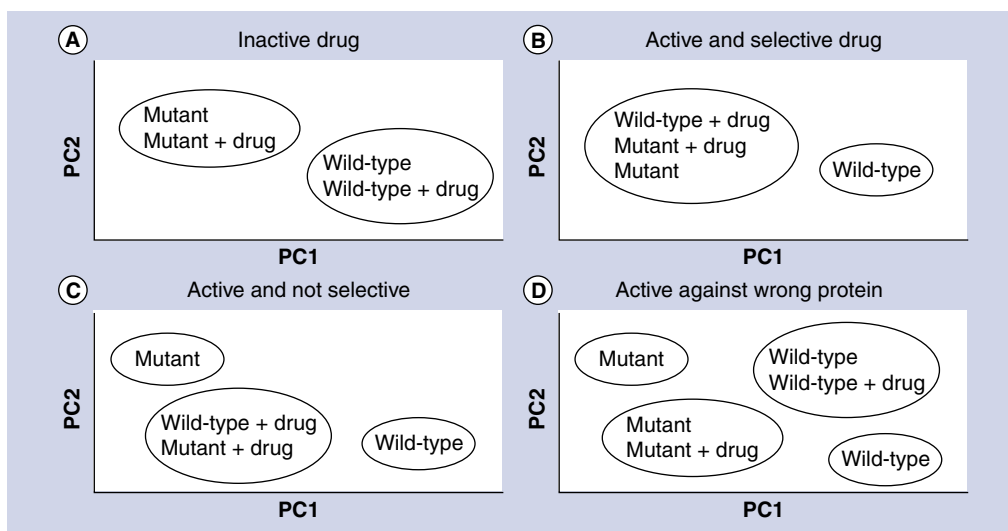 A
Inactive drug
PC2
Mutant
Mutant + drug
Wild-type
Wild-type + drug
PC1
B
Active and selective drug
PC2
Wild-type + drug
Mutant + drug
Mutant
Wild-type
PC1
C
Active and not selective
PC2
Mutant
Wild-type + drug
Mutant + drug
Wild-type
PC1
D
Active against wrong protein
PC2
Mutant
Wild-type
Wild-type + drug
Mutant
Mutant + drug
Wild-type
PC1